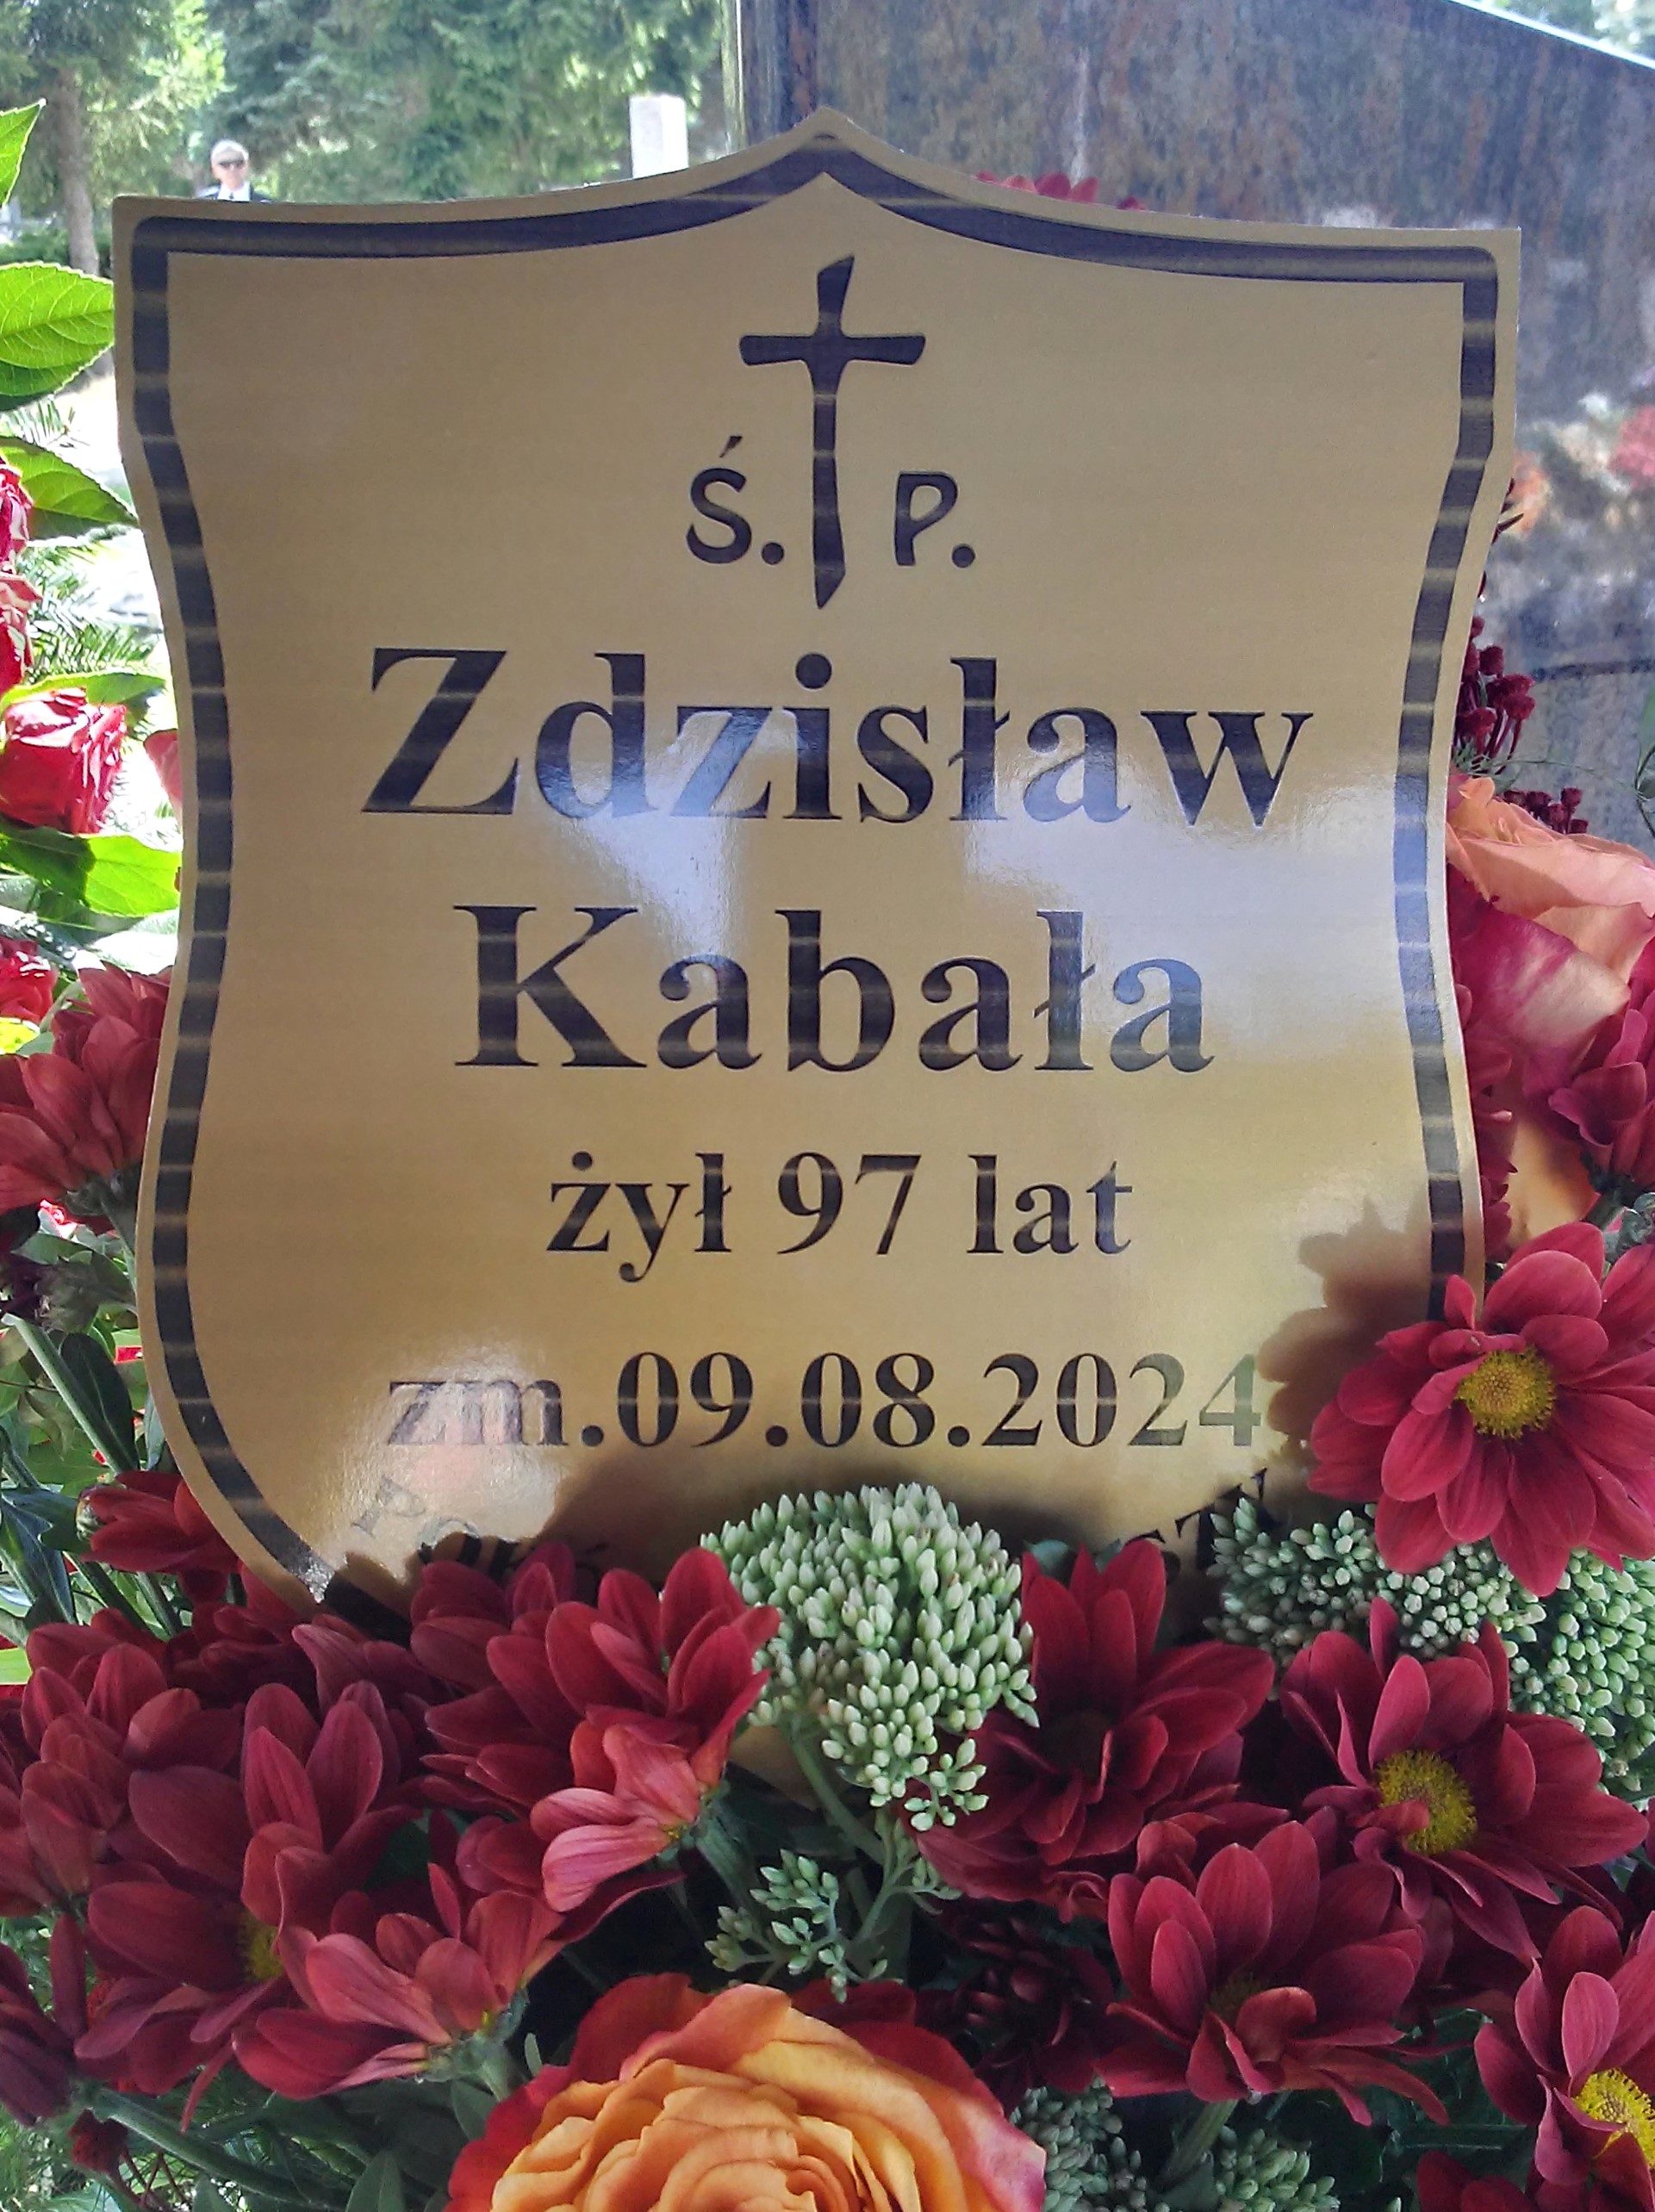 Ś. P.
Zdzisław
Kabała
żył 97 lat
zm.09.08.2024